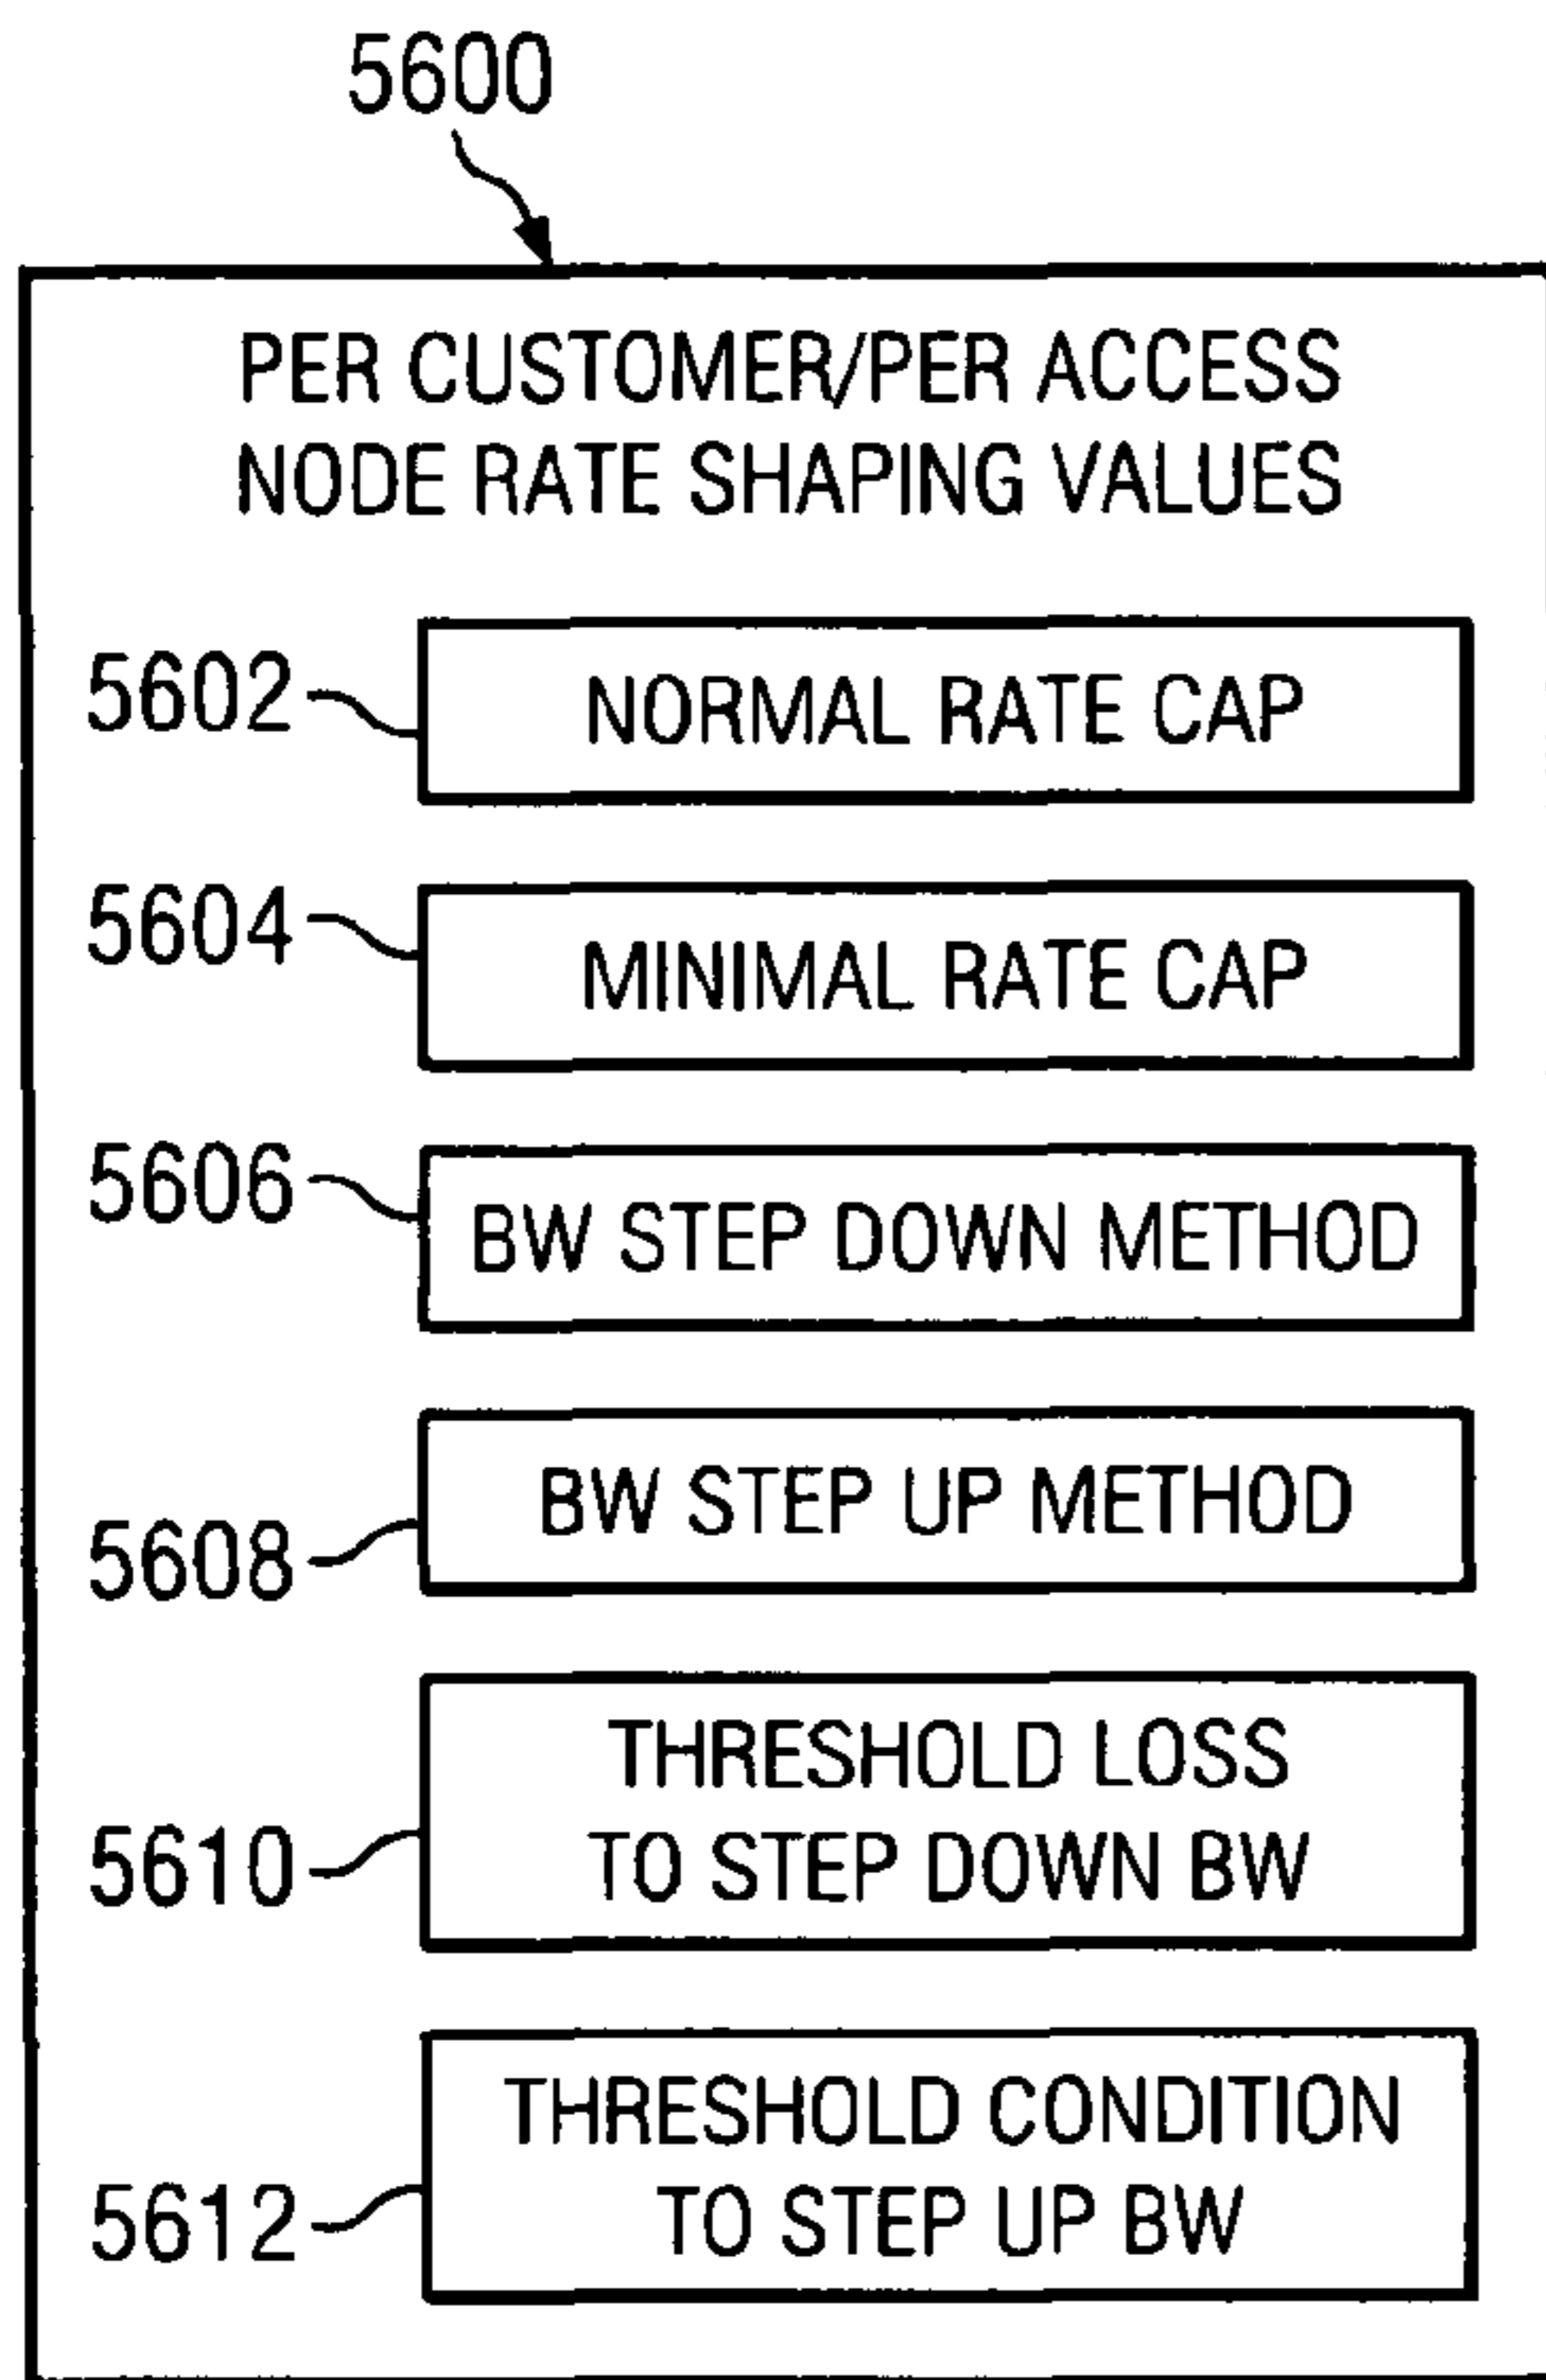 5600
PER CUSTOMER/PER ACCESS
NODE RATE SHAPING VALUES
5602
NORMAL RATE CAP
5604
MINIMAL RATE CAP
5606
BW STEP DOWN METHOD
5608
BW STEP UP METHOD
5610
THRESHOLD LOSS
TO STEP DOWN BW
5612
THRESHOLD CONDITION
TO STEP UP BW